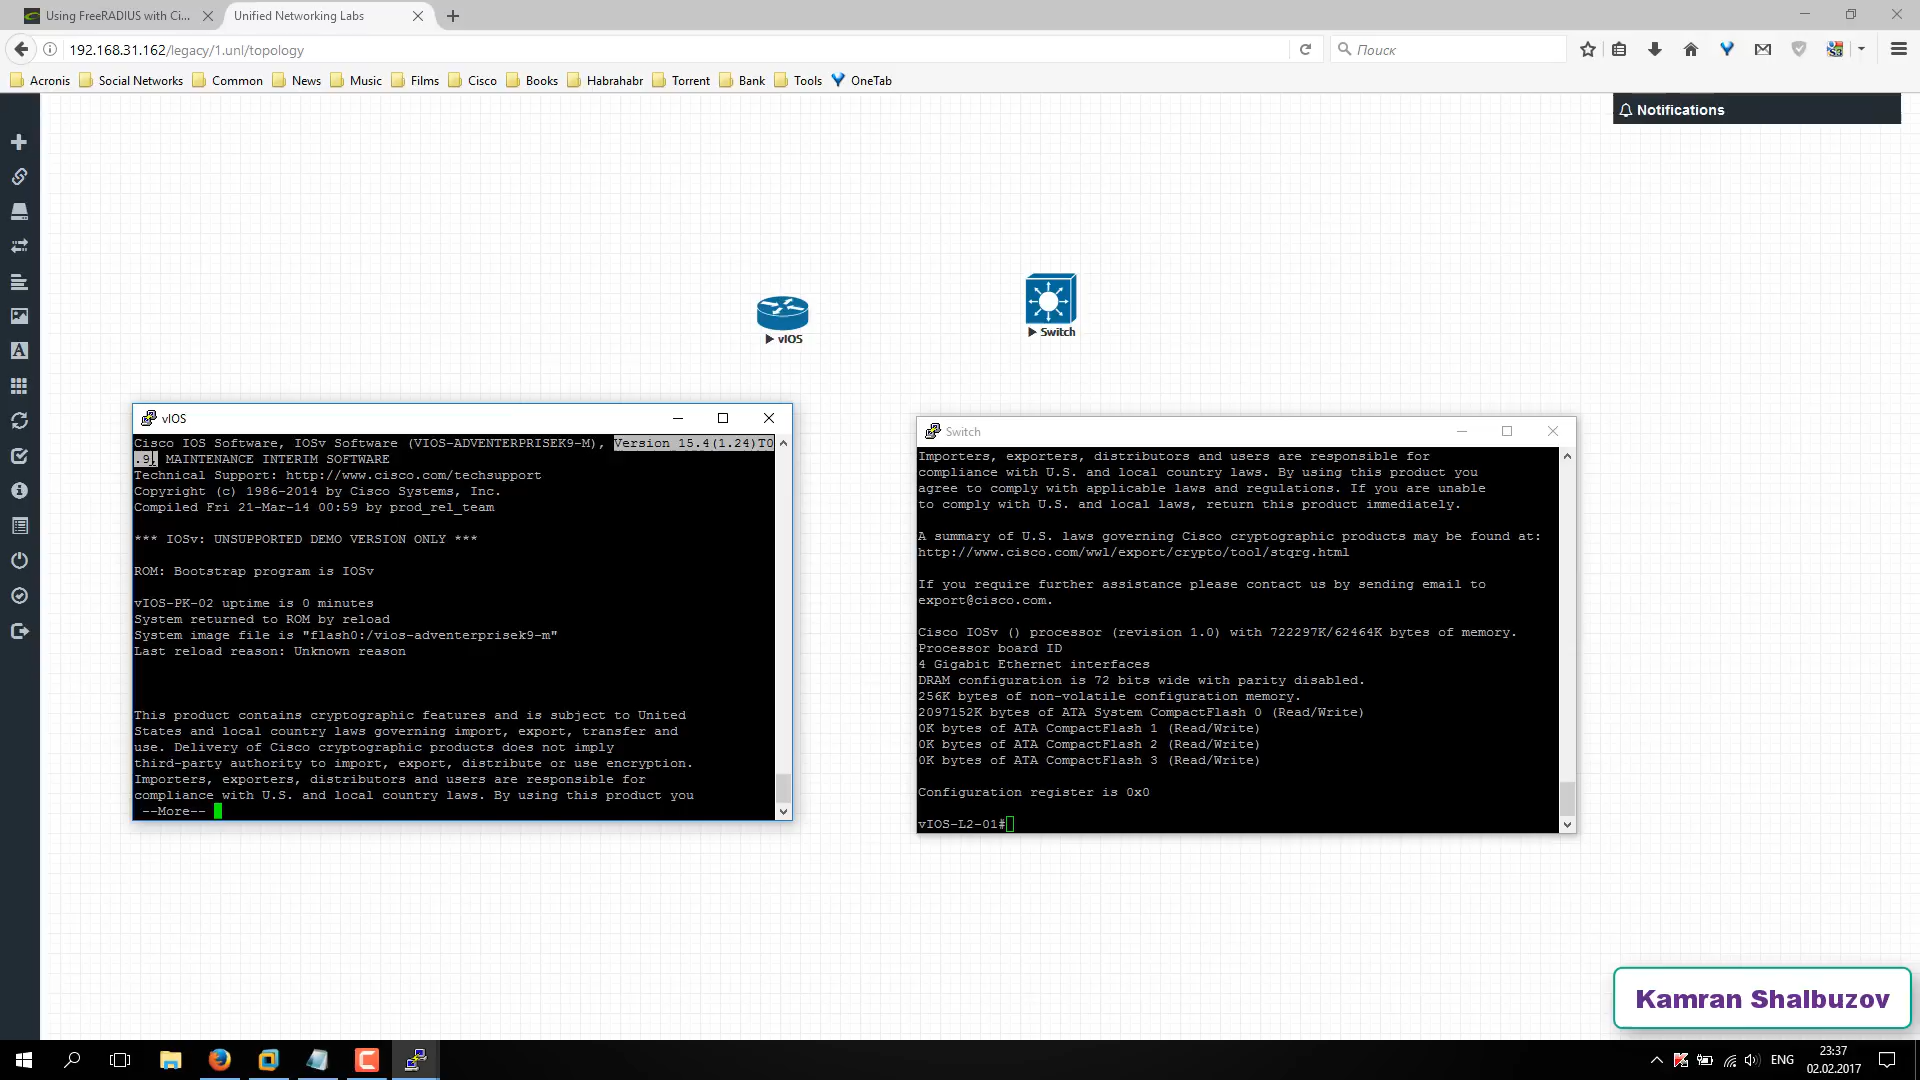 Using FreeRADIUS with Ci...
Unified Networking Labs
192.168.31.162/legacy/1.unl/topology
Поиск
Acronis
Social Networks
Common
News
Music
Films
Cisco
Books
Habrahabr
Torrent
Bank
Tools
OneTab
Notifications
vIOS
Switch
vIOS
Cisco IOS Software, IOSv Software (VIOS-ADVENTERPRISEK9-M), Version 15.4(1.24)T0
.9, MAINTENANCE INTERIM SOFTWARE
Technical Support: http://www.cisco.com/techsupport
Copyright (c) 1986-2014 by Cisco Systems, Inc.
Compiled Fri 21-Mar-14 00:59 by prod_rel_team
*** IOSv: UNSUPPORTED DEMO VERSION ONLY ***
ROM: Bootstrap program is IOSv
vIOS-PK-02 uptime is 0 minutes
System returned to ROM by reload
System image file is "flash0:/vios-adventerprisek9-m"
Last reload reason: Unknown reason
This product contains cryptographic features and is subject to United
States and local country laws governing import, export, transfer and
use. Delivery of Cisco cryptographic products does not imply
third-party authority to import, export, distribute or use encryption.
Importers, exporters, distributors and users are responsible for
compliance with U.S. and local country laws. By using this product you
--More--
Switch
Importers, exporters, distributors and users are responsible for
compliance with U.S. and local country laws. By using this product you
agree to comply with applicable laws and regulations. If you are unable
to comply with U.S. and local laws, return this product immediately.
A summary of U.S. laws governing Cisco cryptographic products may be found at:
http://www.cisco.com/wwl/export/crypto/tool/stqrg.html
If you require further assistance please contact us by sending email to
export@cisco.com.
Cisco IOSv () processor (revision 1.0) with 722297K/62464K bytes of memory.
Processor board ID
4 Gigabit Ethernet interfaces
DRAM configuration is 72 bits wide with parity disabled.
256K bytes of non-volatile configuration memory.
2097152K bytes of ATA System CompactFlash 0 (Read/Write)
0K bytes of ATA CompactFlash 1 (Read/Write)
0K bytes of ATA CompactFlash 2 (Read/Write)
0K bytes of ATA CompactFlash 3 (Read/Write)
Configuration register is 0x0
vIOS-L2-01#
Kamran Shalbuzov
ENG
23:37
02.02.2017